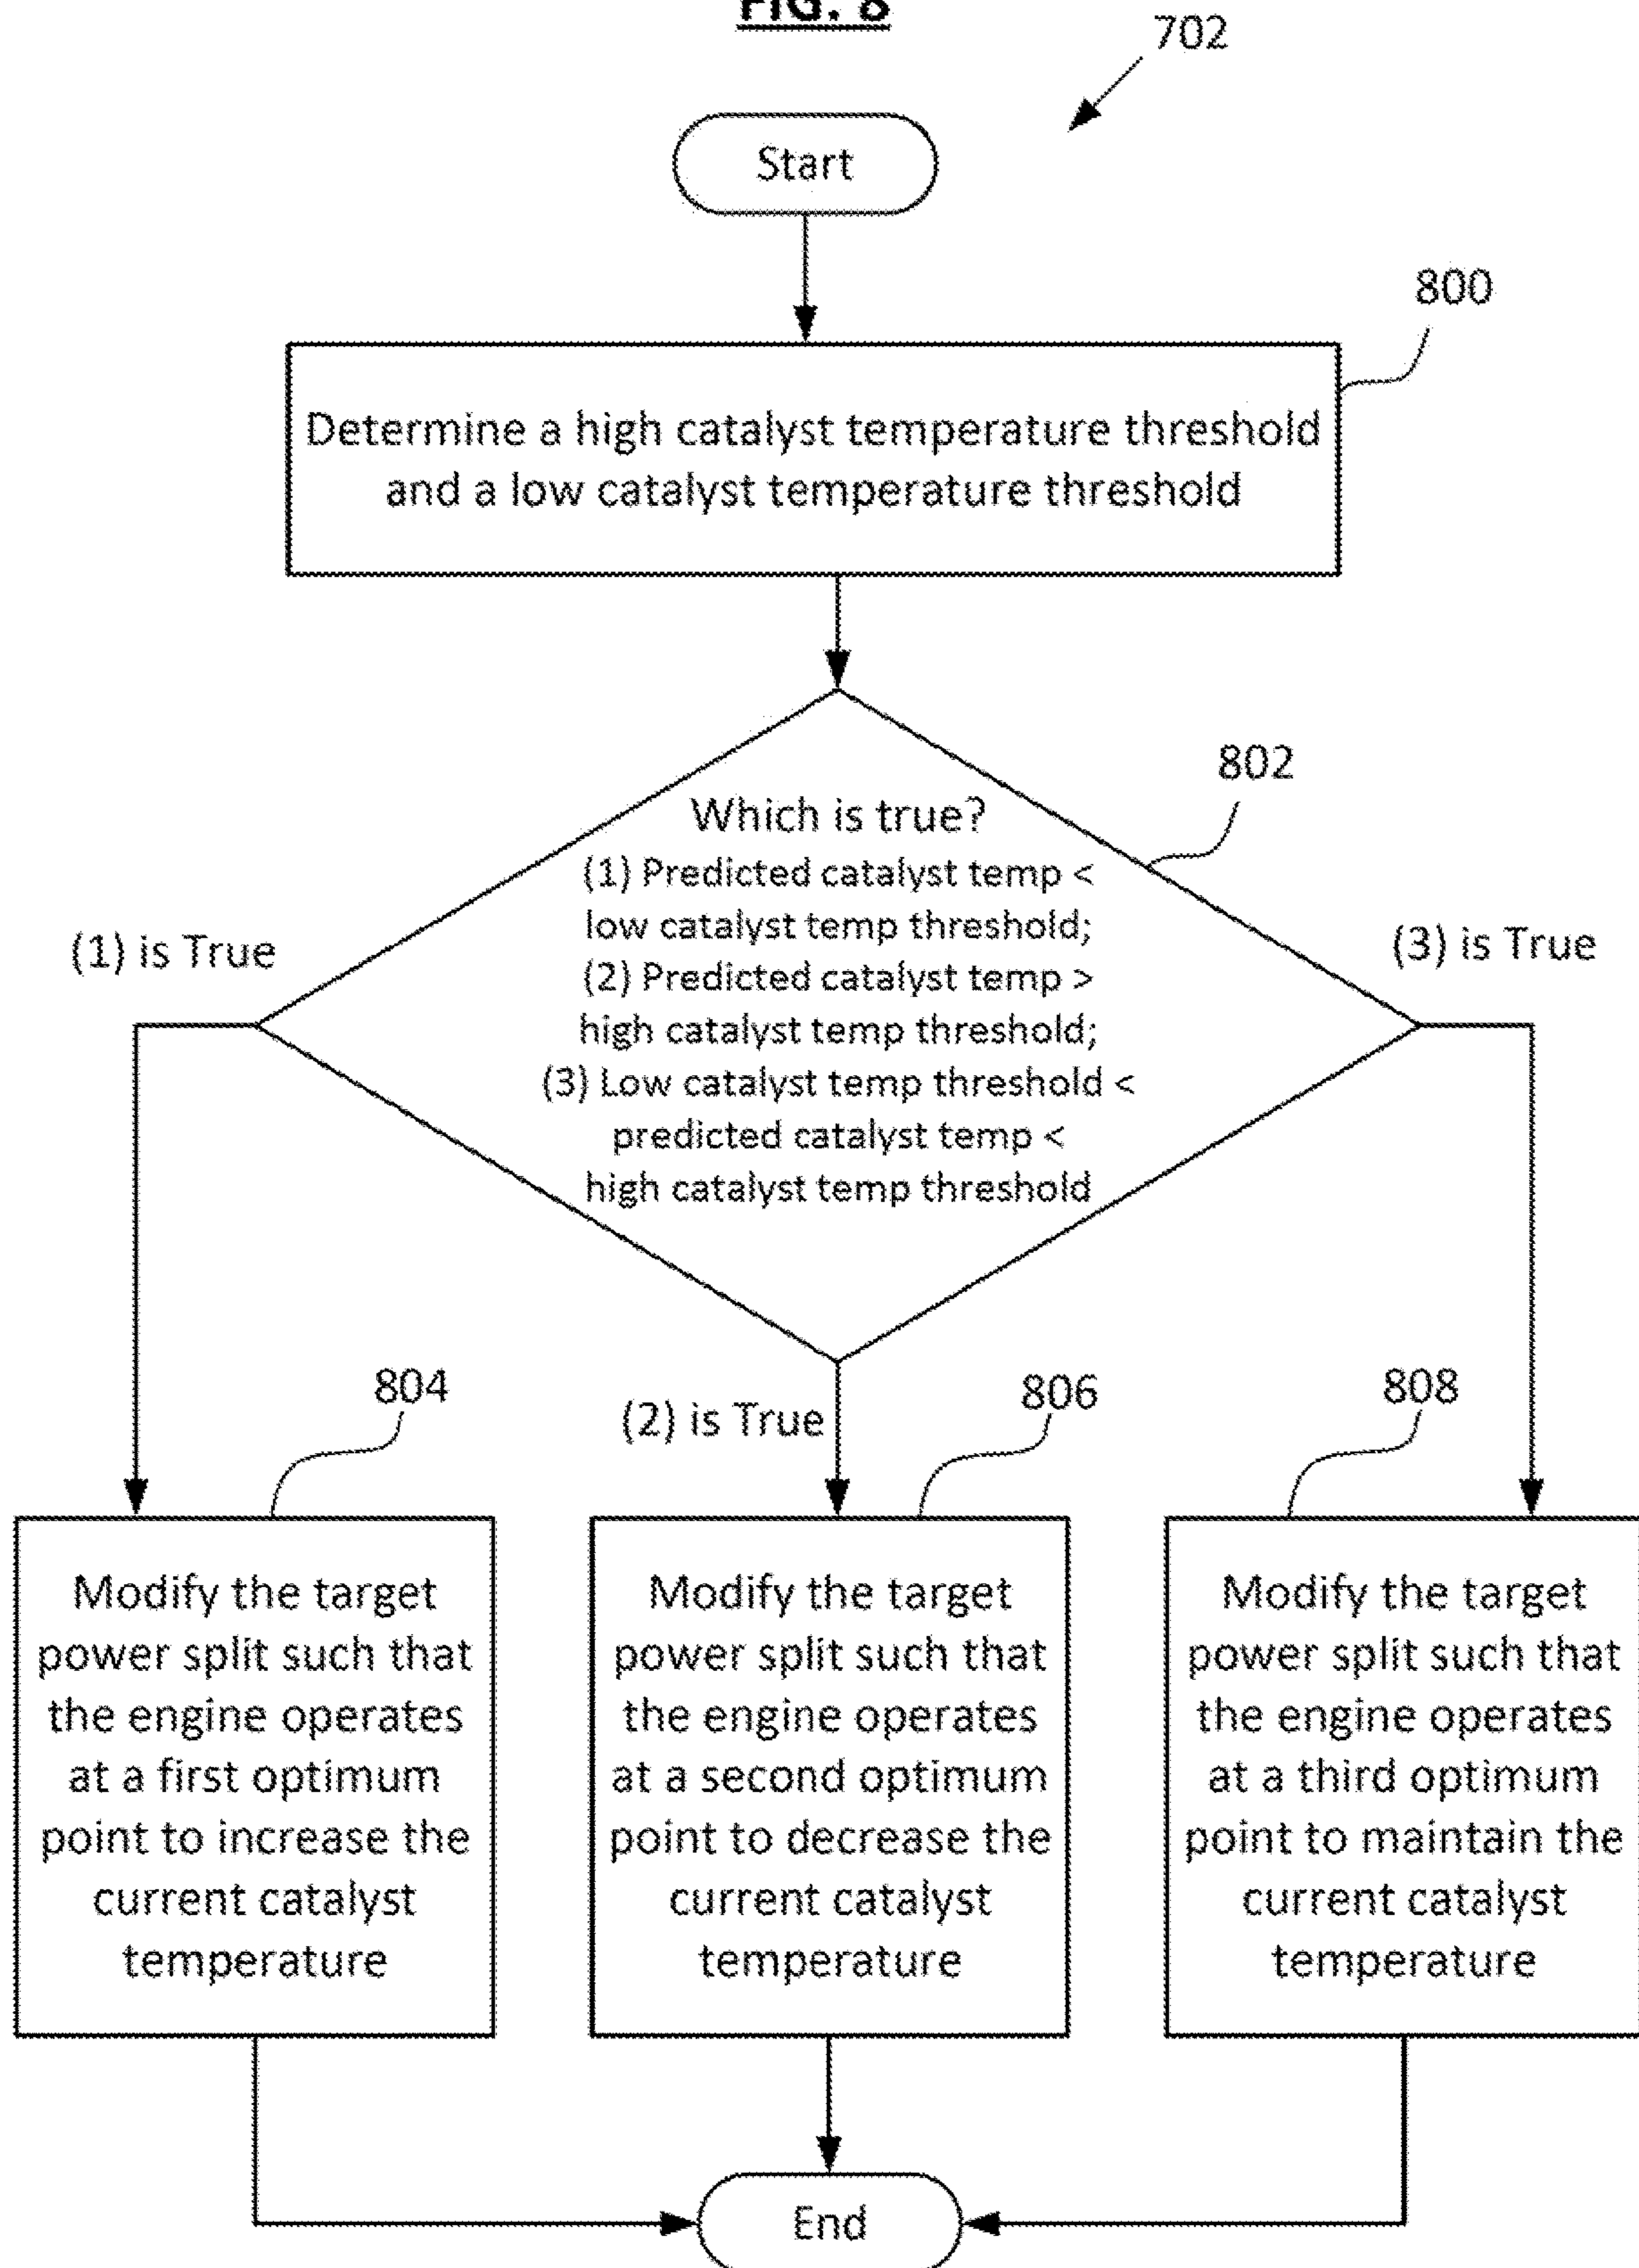 FIG. 8
702
Start
800
Determine a high catalyst temperature threshold
and a low catalyst temperature threshold
802
Which is true?
(1) Predicted catalyst temp <
low catalyst temp threshold;
(2) Predicted catalyst temp >
high catalyst temp threshold;
(3) Low catalyst temp threshold <
predicted catalyst temp <
high catalyst temp threshold
(1) is True
(3) is True
(2) is True
804
806
808
Modify the target
power split such that
the engine operates
at a first optimum
point to increase the
current catalyst
temperature
Modify the target
power split such that
the engine operates
at a second optimum
point to decrease the
current catalyst
temperature
Modify the target
power split such that
the engine operates
at a third optimum
point to maintain the
current catalyst
temperature
End